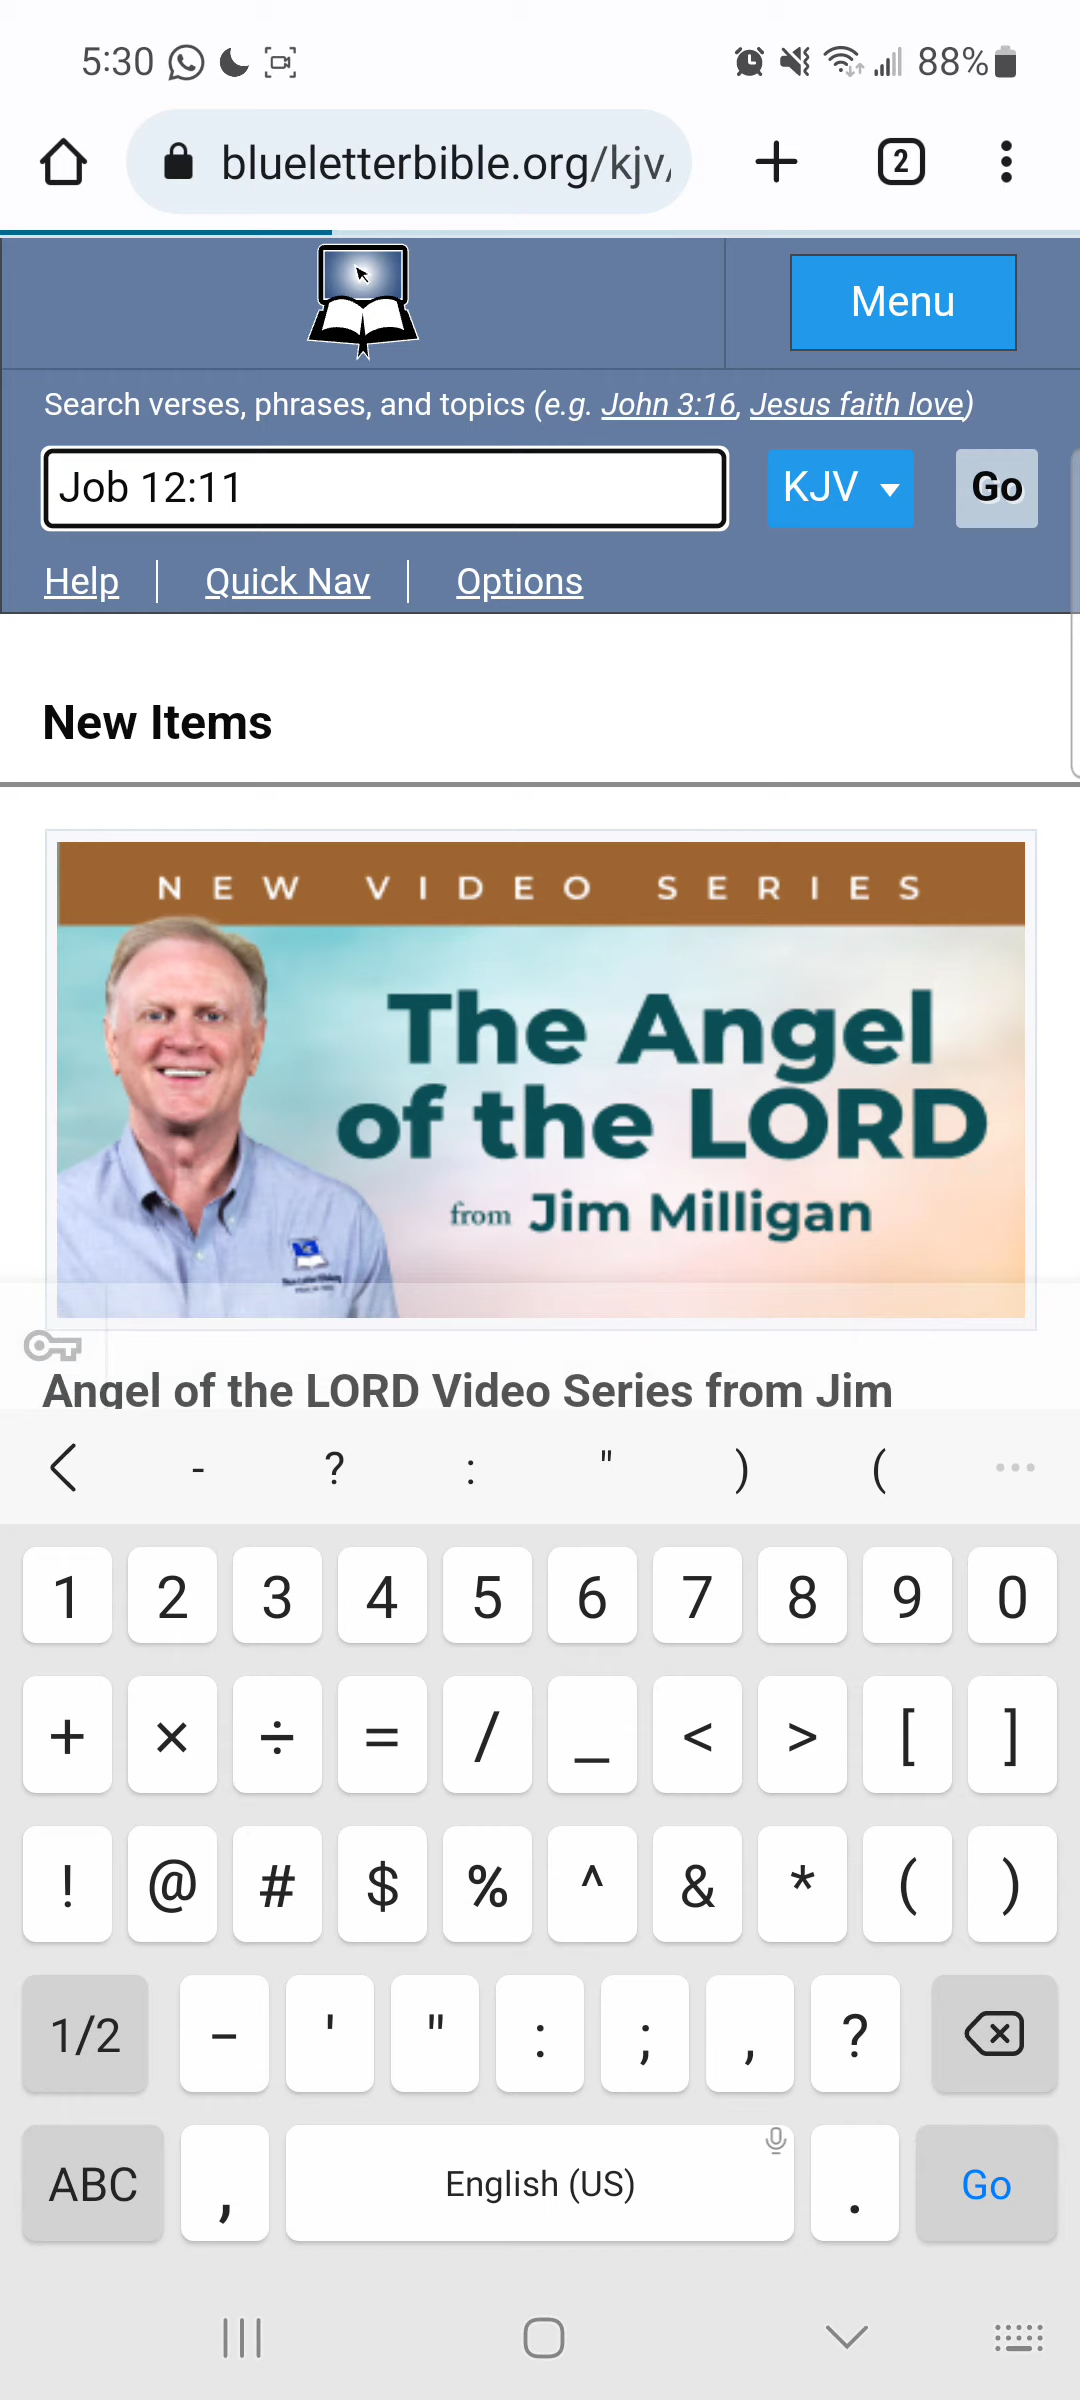 5:30 88%
blueletterbible.org/kjv
2
Menu
Search verses, phrases, and topics (e.g. John 3:16, Jesus faith love)
Job 12:11 KJV Go
Help Quick Nav Options
New Items
NEW VIDEO SERIES
The Angel
of the LORD
from Jim Milligan
Angel of the LORD Video Series from Jim
- ? : " ) (
1 2 3 4 5 6 7 8 9 0
+ × ÷ = / _ < > [ ]
! @ # $ % ^ & * ( )
1/2 - ' " : ; , ?
ABC , English (US) . Go